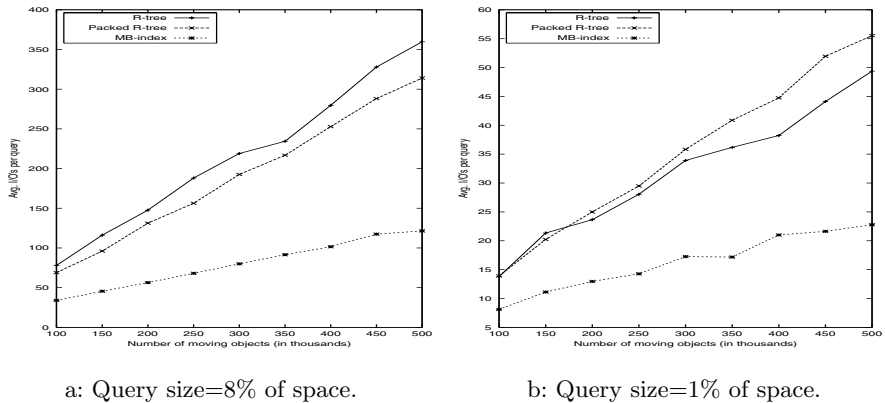 R-tree
Packed R-tree
MB-index
Avg. I/O's per query
400
350
300
250
200
150
100
50
0
100 150 200 250 300 350 400 450 500
Number of moving objects (in thousands)
a: Query size=8% of space.
R-tree
Packed R-tree
MB-index
Avg. I/O's per query
60
55
50
45
40
35
30
25
20
15
10
5
100 150 200 250 300 350 400 450 500
Number of moving objects (in thousands)
b: Query size=1% of space.